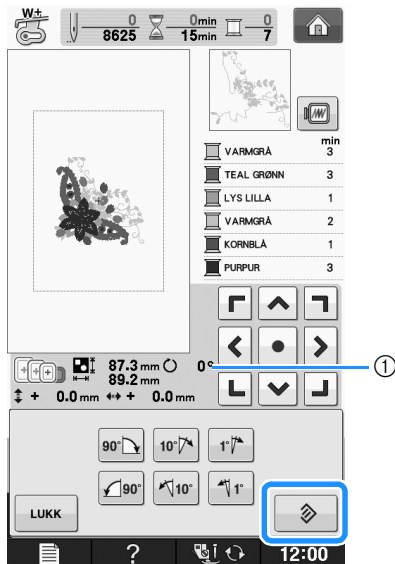 W+
0
8625
0min
15min
0
7
min
VARMGRÅ 3
TEAL GRØNN 3
LYS LILLA 1
VARMGRÅ 2
KORNBLÅ 1
PURPUR 3
87.3 mm 0°
89.2 mm
+ 0.0 mm + 0.0 mm
①
90° 10° 1°
90° 10° 1°
LUKK
? 12:00